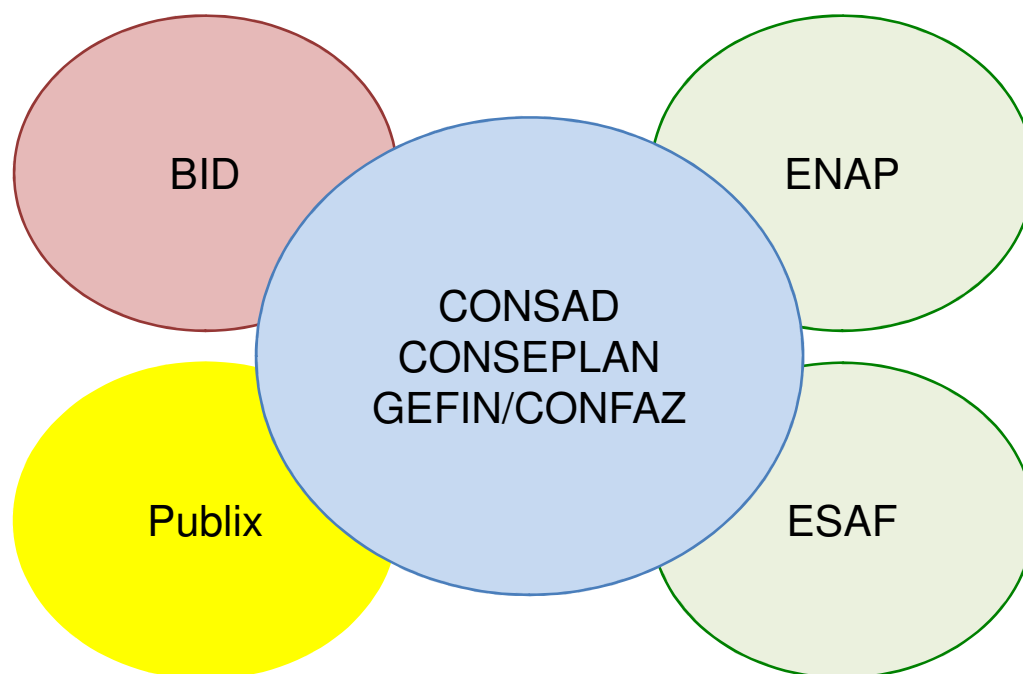 BID
ENAP
CONSAD
CONSEPLAN
GEFIN/CONFAZ
Publix
ESAF